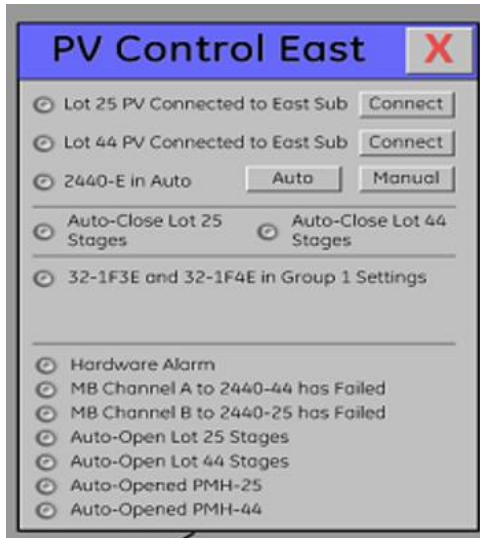 PV Control East X
Lot 25 PV Connected to East Sub Connect
Lot 44 PV Connected to East Sub Connect
2440-E in Auto Auto Manual
Auto-Close Lot 25
Stages
Auto-Close Lot 44
Stages
32-1F3E and 32-1F4E in Group 1 Settings
Hardware Alarm
MB Channel A to 2440-44 has Failed
MB Channel B to 2440-25 has Failed
Auto-Open Lot 25 Stages
Auto-Open Lot 44 Stages
Auto-Opened PMH-25
Auto-Opened PMH-44